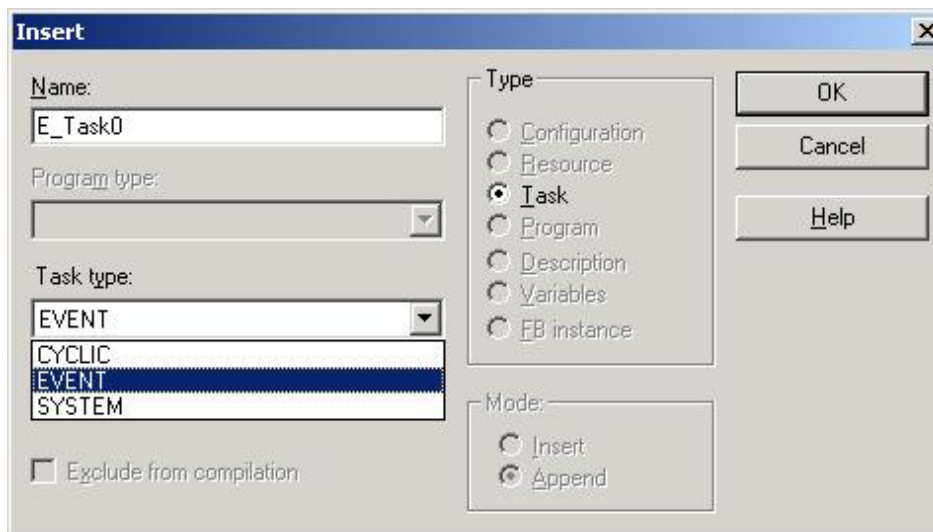 Insert
Name:
E_Task0
Program type:
Task type:
EVENT
CYCLIC
EVENT
SYSTEM
Exclude from compilation
Type
Configuration
Resource
Task
Program
Description
Variables
FB instance
Mode:
Insert
Append
OK
Cancel
Help